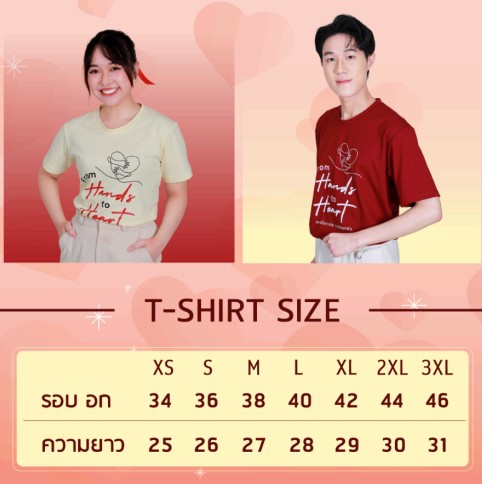 From
Hands
to
Heart
From
Hands
to
Heart
T-SHIRT SIZE
XS S M L XL 2XL 3XL
รอบ อก 34 36 38 40 42 44 46
ความยาว 25 26 27 28 29 30 31